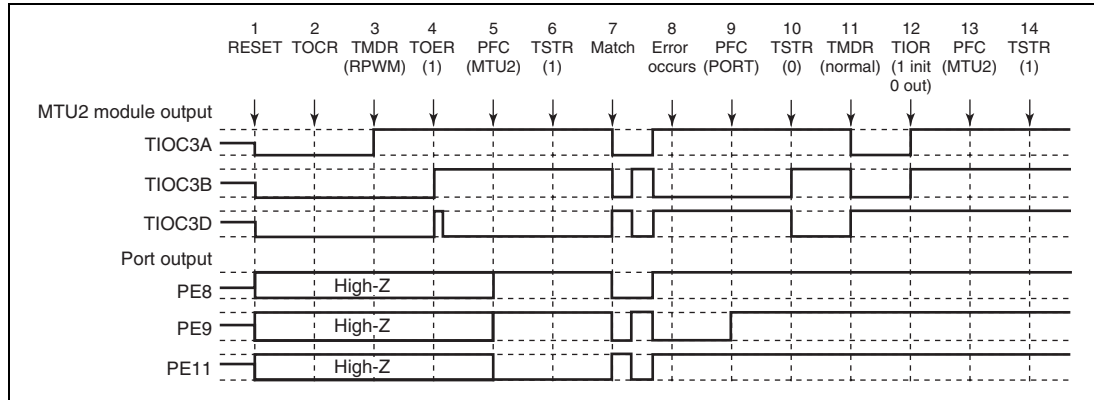 1 2 3 4 5 6 7 8 9 10 11 12 13 14
RESET TOCR TMDR TOER PFC TSTR Match Error PFC TSTR TMDR TIOR PFC TSTR
(RPWM) (1) (MTU2) (1) occurs (PORT) (0) (normal) (1 init (MTU2) (1)
0 out)
MTU2 module output
TIOC3A
TIOC3B
TIOC3D
Port output
PE8 High-Z
PE9 High-Z
PE11 High-Z